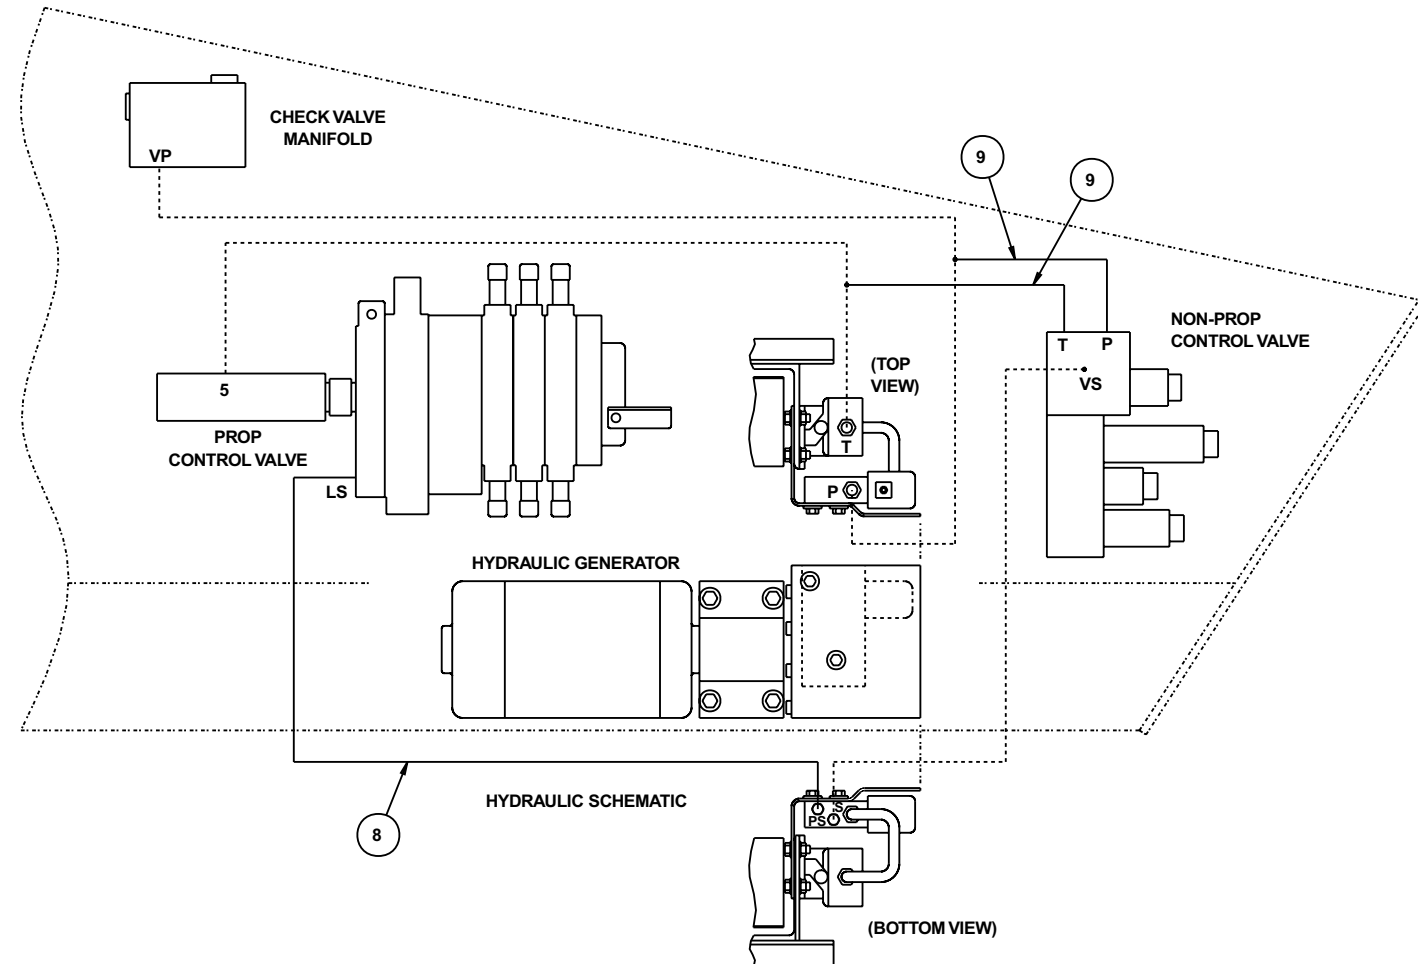 CHECK VALVE
MANIFOLD
VP
9
9
NON-PROP
CONTROL VALVE
T
P
VS
(TOP
VIEW)
5
PROP
CONTROL VALVE
T
P
LS
HYDRAULIC GENERATOR
HYDRAULIC SCHEMATIC
S
PS
8
(BOTTOM VIEW)